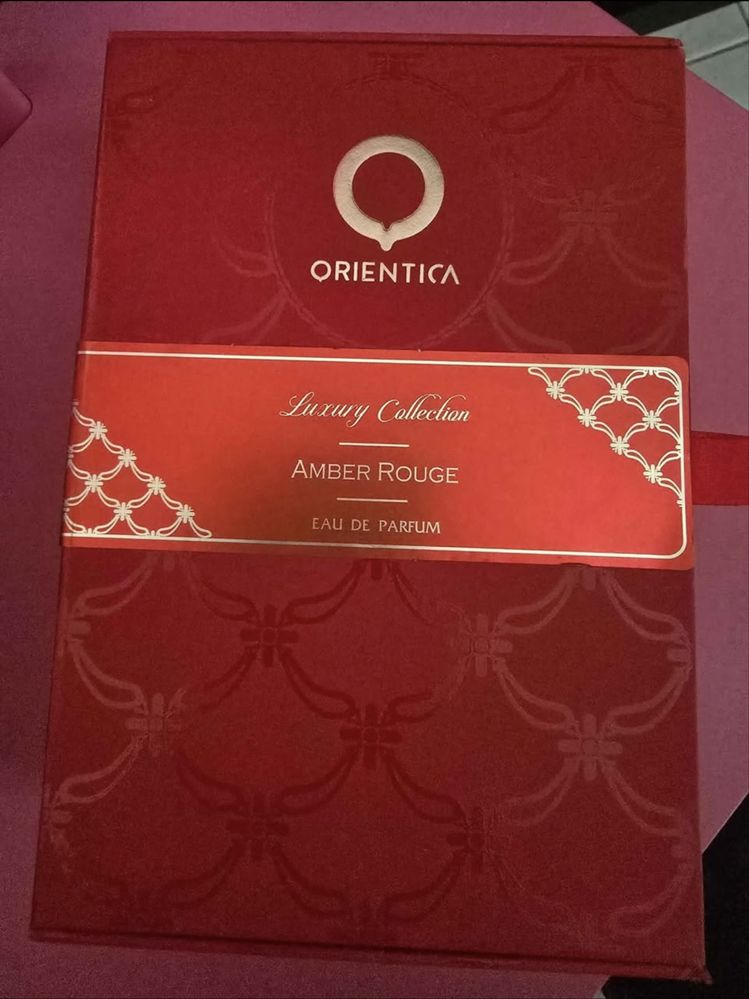 ORIENTICA
Luxury Collection
AMBER ROUGE
EAU DE PARFUM